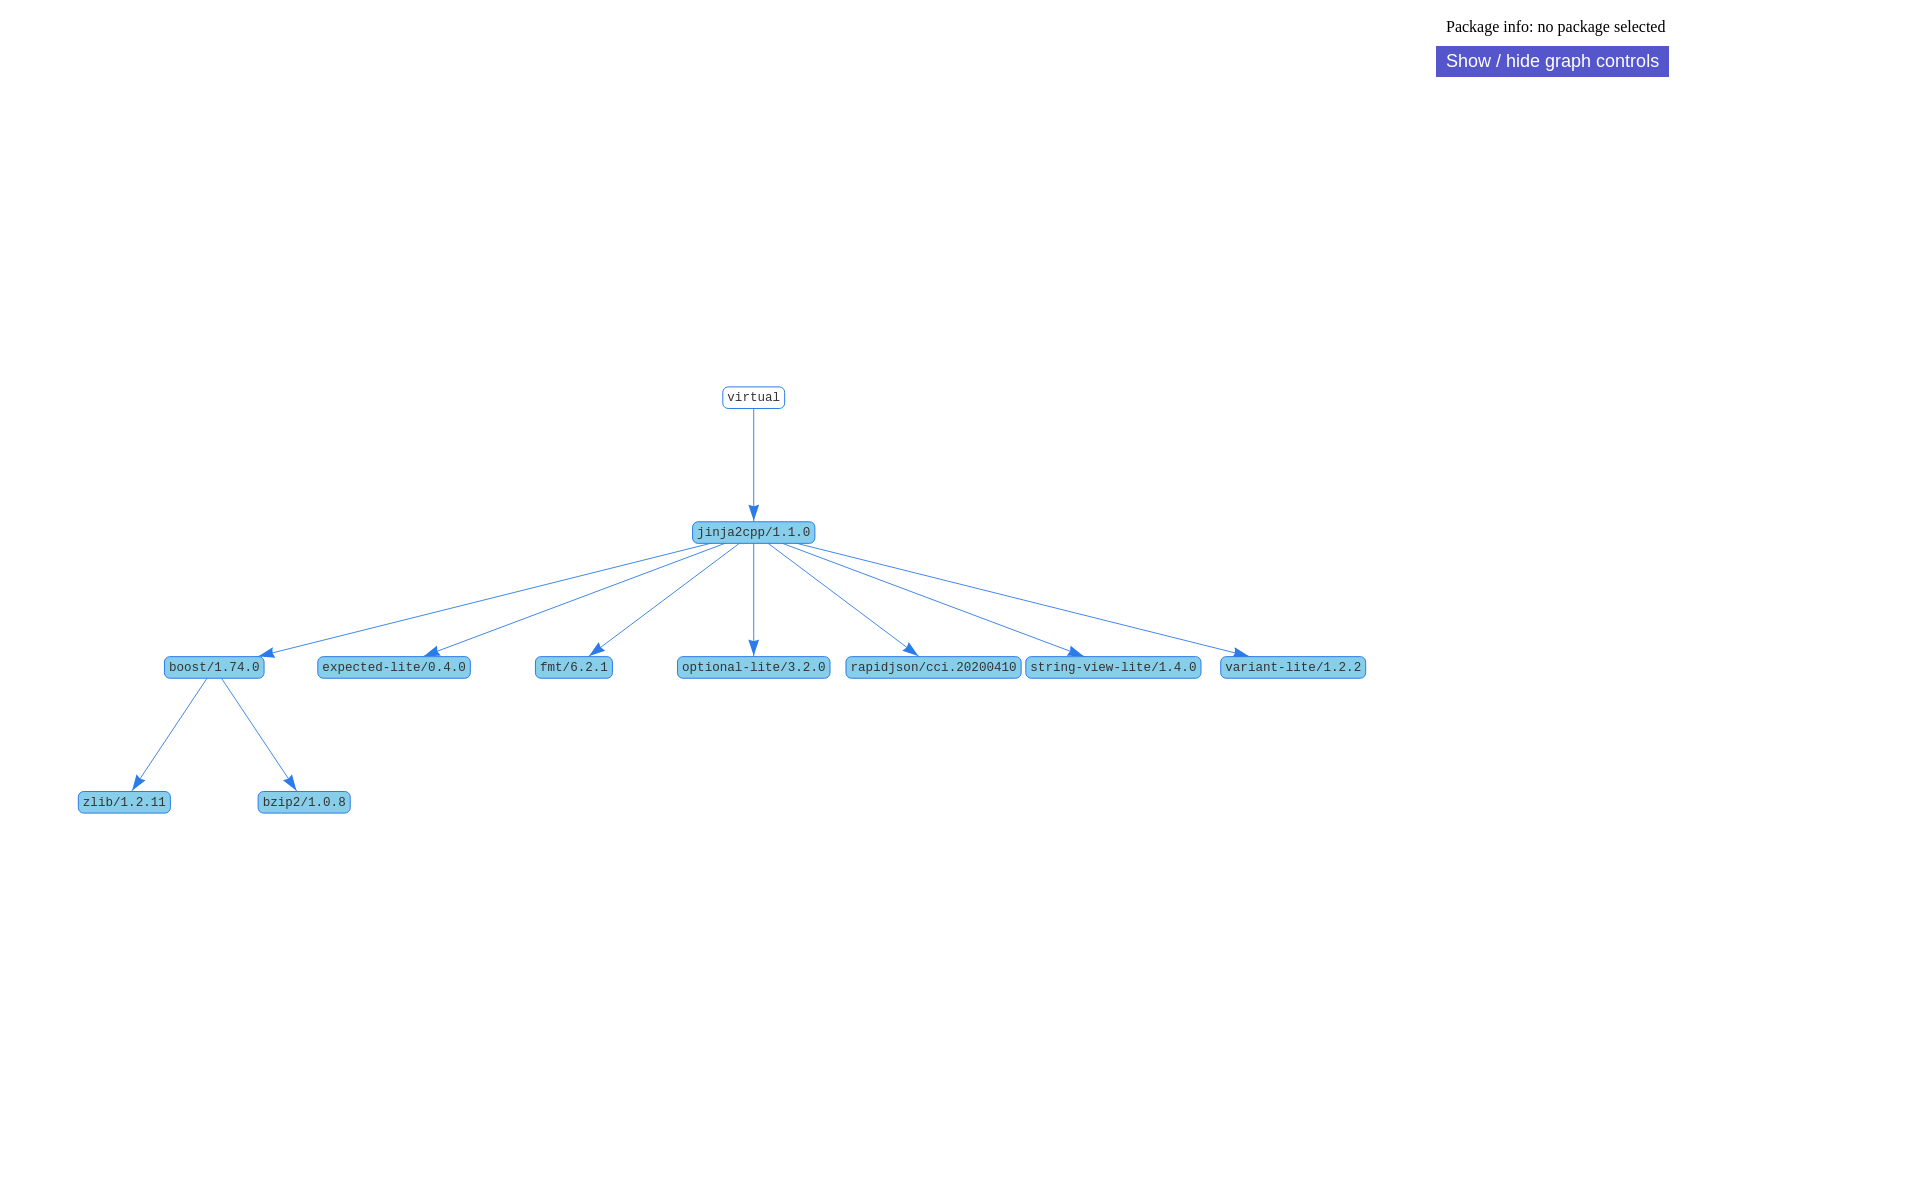 Package info: no package selected
Show / hide graph controls
virtual
jinja2cpp/1.1.0
boost/1.74.0
expected-lite/0.4.0
fmt/6.2.1
optional-lite/3.2.0
rapidjson/cci.20200410
string-view-lite/1.4.0
variant-lite/1.2.2
zlib/1.2.11
bzip2/1.0.8